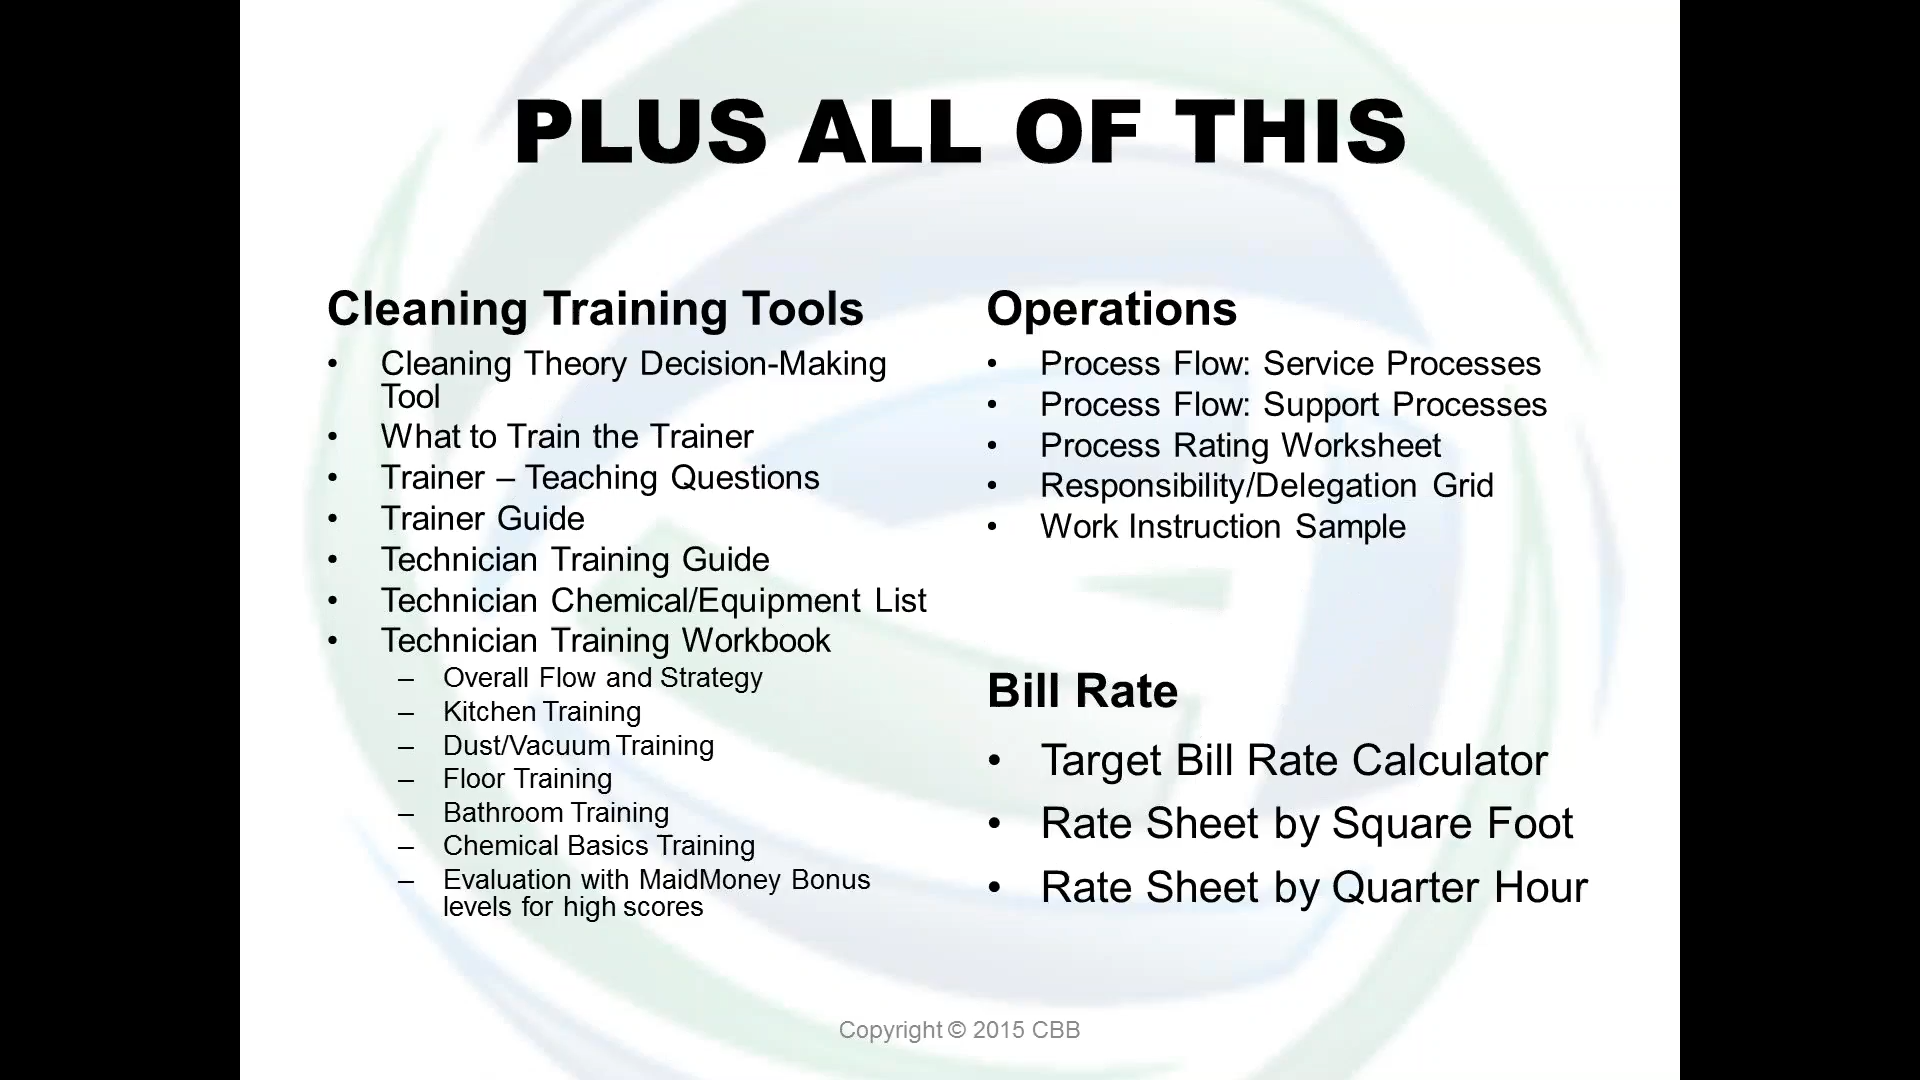 PLUS ALL OF THIS
Cleaning Training Tools
• Cleaning Theory Decision-Making
Tool
• What to Train the Trainer
• Trainer – Teaching Questions
• Trainer Guide
• Technician Training Guide
• Technician Chemical/Equipment List
• Technician Training Workbook
– Overall Flow and Strategy
– Kitchen Training
– Dust/Vacuum Training
– Floor Training
– Bathroom Training
– Chemical Basics Training
– Evaluation with MaidMoney Bonus
levels for high scores
Operations
• Process Flow: Service Processes
• Process Flow: Support Processes
• Process Rating Worksheet
• Responsibility/Delegation Grid
• Work Instruction Sample
Bill Rate
• Target Bill Rate Calculator
• Rate Sheet by Square Foot
• Rate Sheet by Quarter Hour
Copyright © 2015 CBB